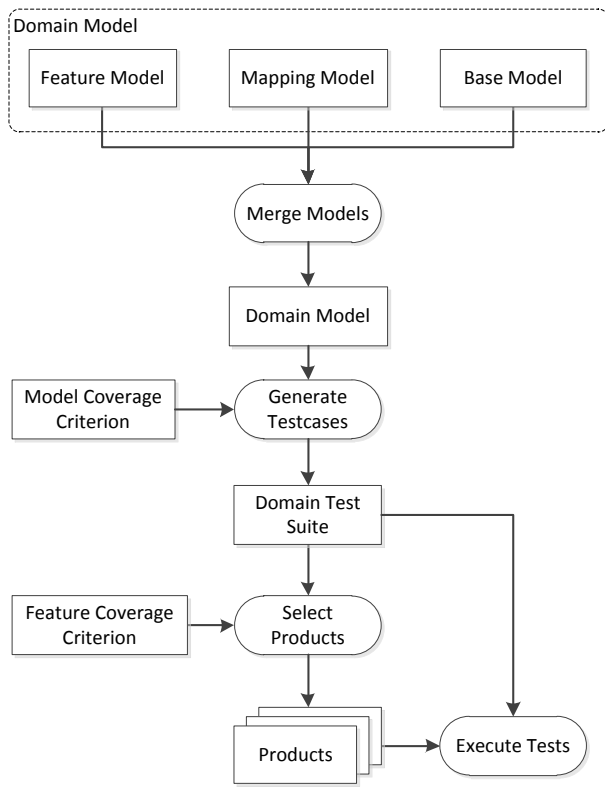 Domain Model
Feature Model
Mapping Model
Base Model
Merge Models
Domain Model
Model Coverage
Criterion
Generate
Testcases
Domain Test
Suite
Feature Coverage
Criterion
Select
Products
Products
Execute Tests